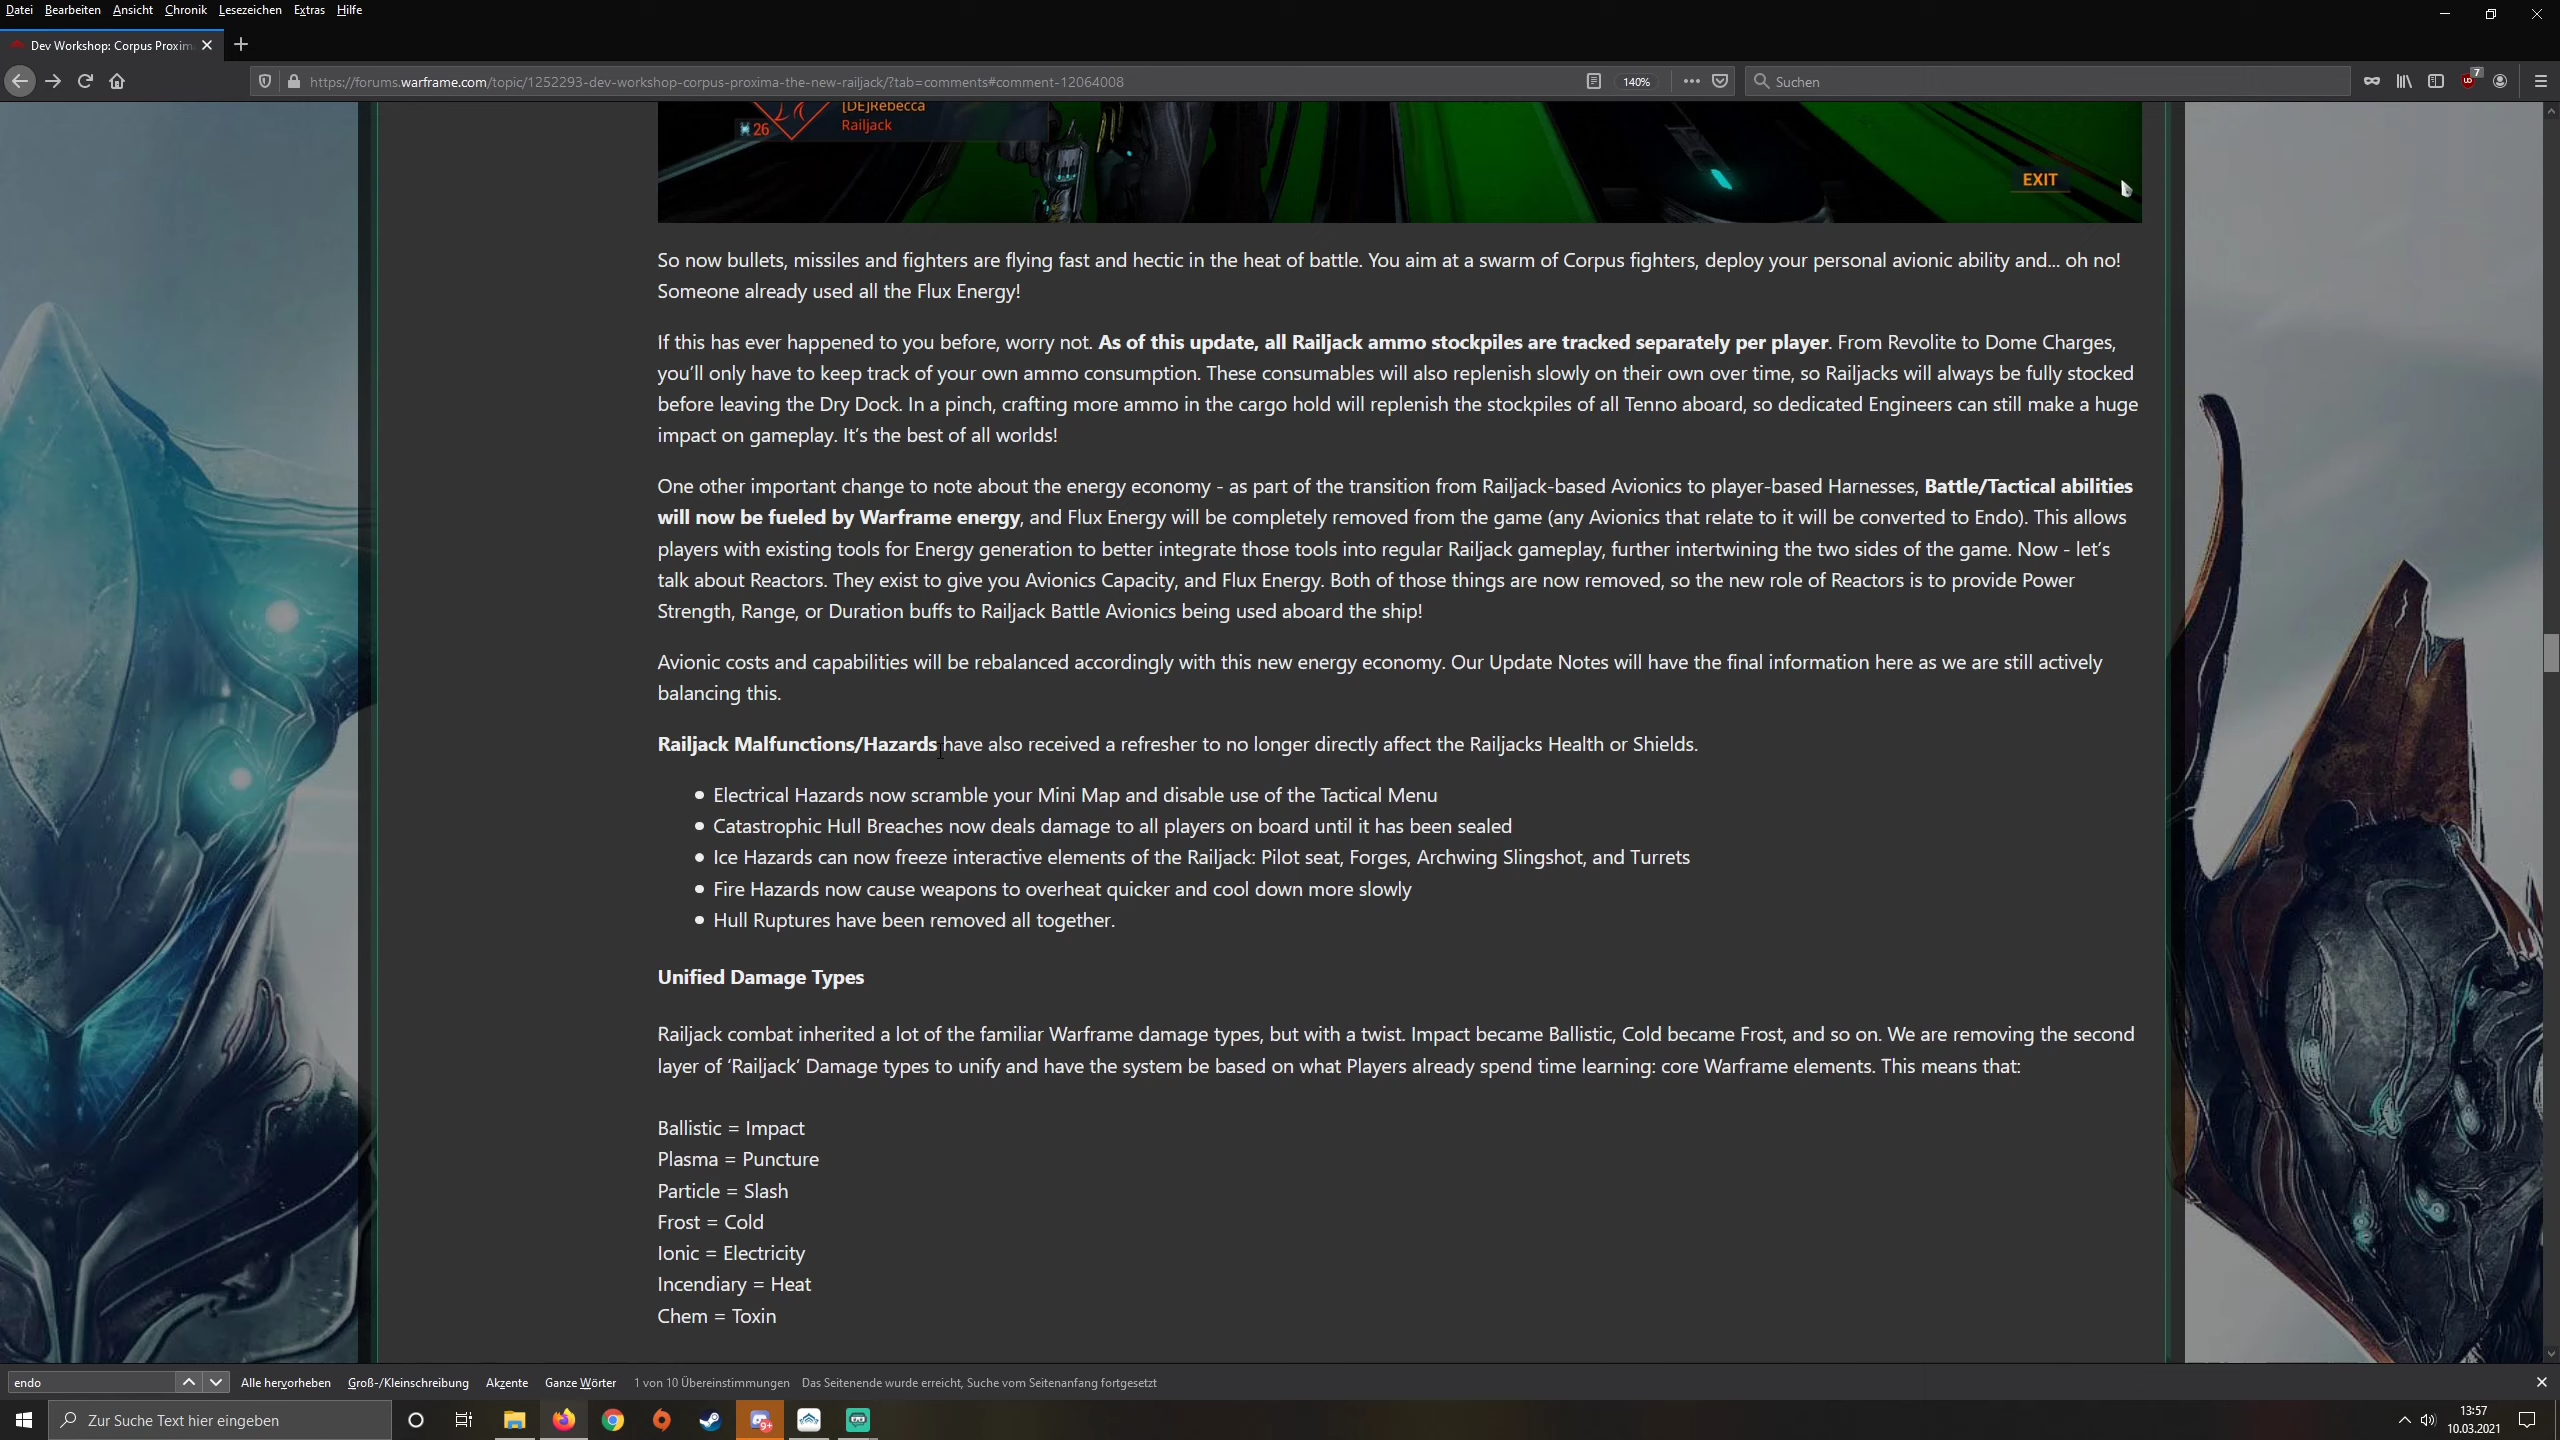 Datei Bearbeiten Ansicht Chronik Lesezeichen Extras Hilfe
Dev Workshop: Corpus Proxim
https://forums.warframe.com/topic/1252293-dev-workshop-corpus-proxima-the-new-railjack/?tab=comments#comment-12064008
140%
Suchen
7
[DE]Rebecca
26
Railjack
EXIT
So now bullets, missiles and fighters are flying fast and hectic in the heat of battle. You aim at a swarm of Corpus fighters, deploy your personal avionic ability and... oh no!
Someone already used all the Flux Energy!
If this has ever happened to you before, worry not. As of this update, all Railjack ammo stockpiles are tracked separately per player. From Revolite to Dome Charges,
you’ll only have to keep track of your own ammo consumption. These consumables will also replenish slowly on their own over time, so Railjacks will always be fully stocked
before leaving the Dry Dock. In a pinch, crafting more ammo in the cargo hold will replenish the stockpiles of all Tenno aboard, so dedicated Engineers can still make a huge
impact on gameplay. It’s the best of all worlds!
One other important change to note about the energy economy - as part of the transition from Railjack-based Avionics to player-based Harnesses, Battle/Tactical abilities
will now be fueled by Warframe energy, and Flux Energy will be completely removed from the game (any Avionics that relate to it will be converted to Endo). This allows
players with existing tools for Energy generation to better integrate those tools into regular Railjack gameplay, further intertwining the two sides of the game. Now - let’s
talk about Reactors. They exist to give you Avionics Capacity, and Flux Energy. Both of those things are now removed, so the new role of Reactors is to provide Power
Strength, Range, or Duration buffs to Railjack Battle Avionics being used aboard the ship!
Avionic costs and capabilities will be rebalanced accordingly with this new energy economy. Our Update Notes will have the final information here as we are still actively
balancing this.
Railjack Malfunctions/Hazards have also received a refresher to no longer directly affect the Railjacks Health or Shields.
• Electrical Hazards now scramble your Mini Map and disable use of the Tactical Menu
• Catastrophic Hull Breaches now deals damage to all players on board until it has been sealed
• Ice Hazards can now freeze interactive elements of the Railjack: Pilot seat, Forges, Archwing Slingshot, and Turrets
• Fire Hazards now cause weapons to overheat quicker and cool down more slowly
• Hull Ruptures have been removed all together.
Unified Damage Types
Railjack combat inherited a lot of the familiar Warframe damage types, but with a twist. Impact became Ballistic, Cold became Frost, and so on. We are removing the second
layer of ‘Railjack’ Damage types to unify and have the system be based on what Players already spend time learning: core Warframe elements. This means that:
Ballistic = Impact
Plasma = Puncture
Particle = Slash
Frost = Cold
Ionic = Electricity
Incendiary = Heat
Chem = Toxin
endo
Alle hervorheben Groß-/Kleinschreibung Akzente Ganze Wörter 1 von 10 Übereinstimmungen Das Seitenende wurde erreicht, Suche vom Seitenanfang fortgesetzt
Zur Suche Text hier eingeben
9+
13:57
10.03.2021